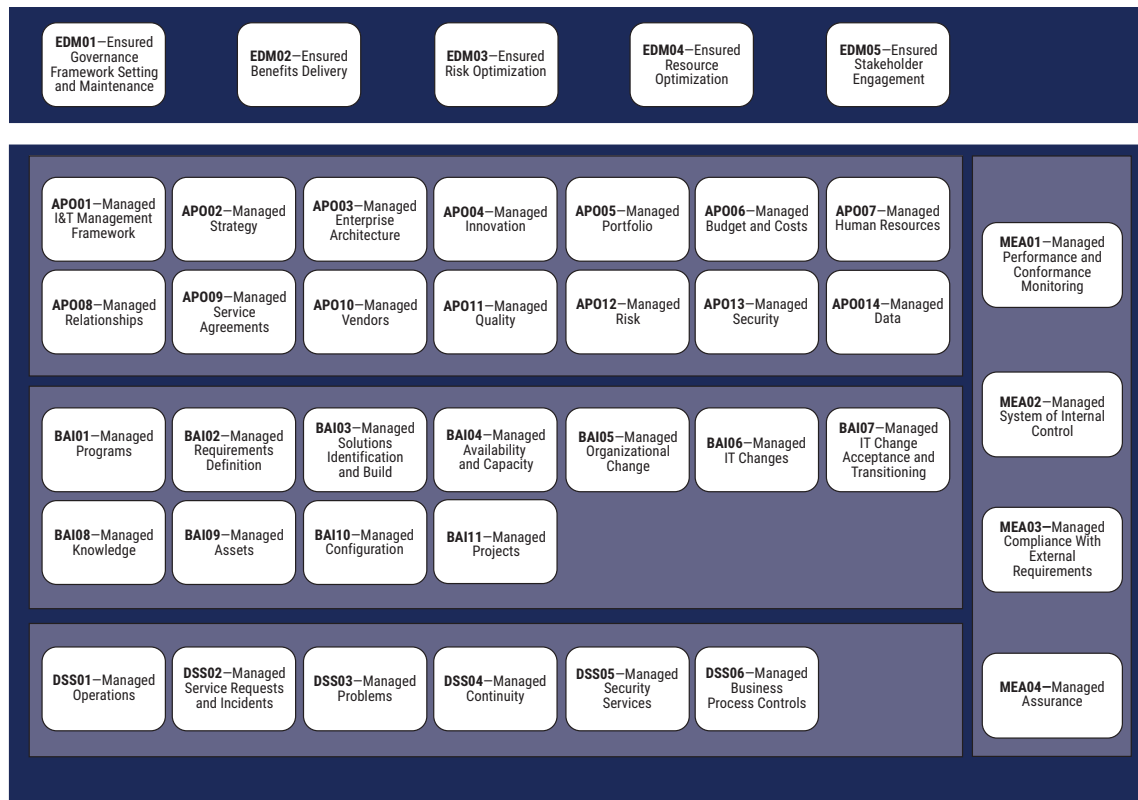 EDM01—Ensured
Governance
Framework Setting
and Maintenance
EDM02—Ensured
Benefits Delivery
EDM03—Ensured
Risk Optimization
EDM04—Ensured
Resource
Optimization
EDM05—Ensured
Stakeholder
Engagement
APO01—Managed
I&T Management
Framework
APO02—Managed
Strategy
APO03—Managed
Enterprise
Architecture
APO04—Managed
Innovation
APO05—Managed
Portfolio
APO06—Managed
Budget and Costs
APO07—Managed
Human Resources
APO08—Managed
Relationships
APO09—Managed
Service
Agreements
APO10—Managed
Vendors
APO11—Managed
Quality
APO12—Managed
Risk
APO13—Managed
Security
APO014—Managed
Data
BAI01—Managed
Programs
BAI02—Managed
Requirements
Definition
BAI03—Managed
Solutions
Identification
and Build
BAI04—Managed
Availability
and Capacity
BAI05—Managed
Organizational
Change
BAI06—Managed
IT Changes
BAI07—Managed
IT Change
Acceptance and
Transitioning
BAI08—Managed
Knowledge
BAI09—Managed
Assets
BAI10—Managed
Configuration
BAI11—Managed
Projects
DSS01—Managed
Operations
DSS02—Managed
Service Requests
and Incidents
DSS03—Managed
Problems
DSS04—Managed
Continuity
DSS05—Managed
Security
Services
DSS06—Managed
Business
Process Controls
MEA01—Managed
Performance and
Conformance
Monitoring
MEA02—Managed
System of Internal
Control
MEA03—Managed
Compliance With
External
Requirements
MEA04—Managed
Assurance